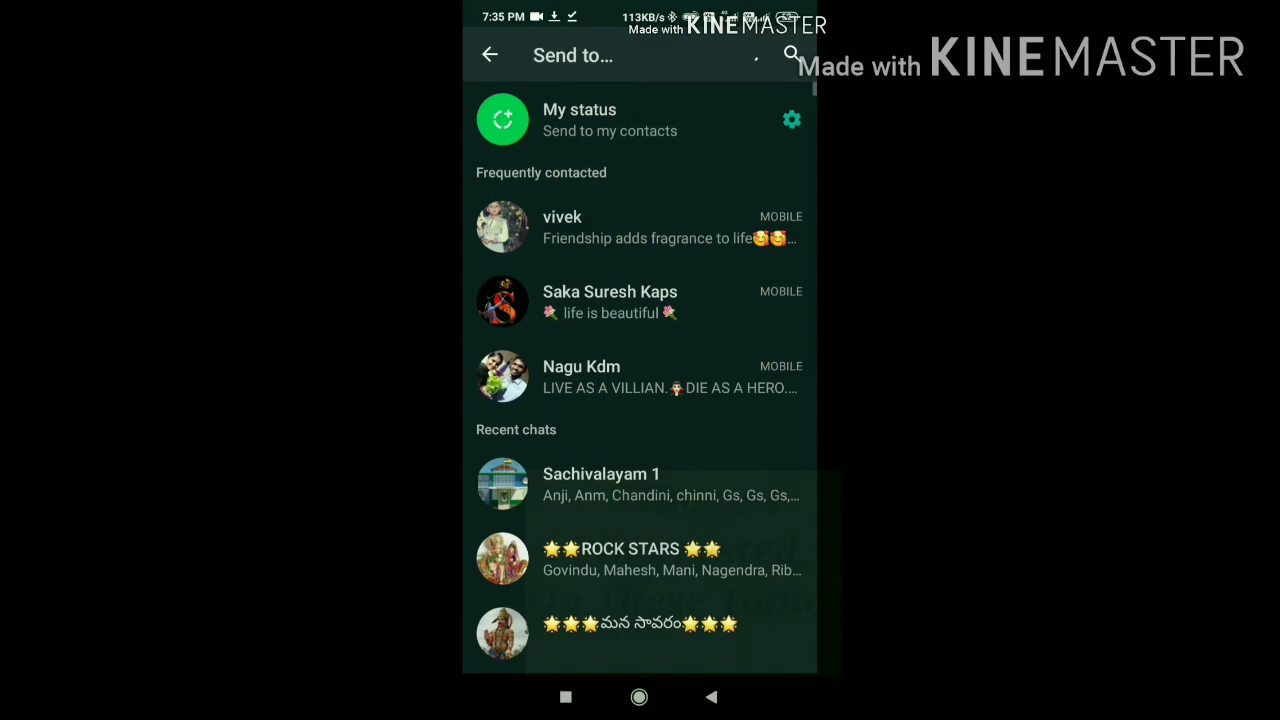 7:35 PM
113KB/s
Made with KINEMASTER
Made with KINEMASTER
Send to...
My status
Send to my contacts
Frequently contacted
vivek
MOBILE
Friendship adds fragrance to life🥰🥰...
Saka Suresh Kaps
MOBILE
🌷 life is beautiful 🌷
Nagu Kdm
MOBILE
LIVE AS A VILLIAN.🧛🏻DIE AS A HERO....
Recent chats
Sachivalayam 1
Anji, Anm, Chandini, chinni, Gs, Gs, Gs,...
🌟🌟ROCK STARS 🌟🌟
Govindu, Mahesh, Mani, Nagendra, Rib...
🌟🌟🌟మన సావరం🌟🌟🌟